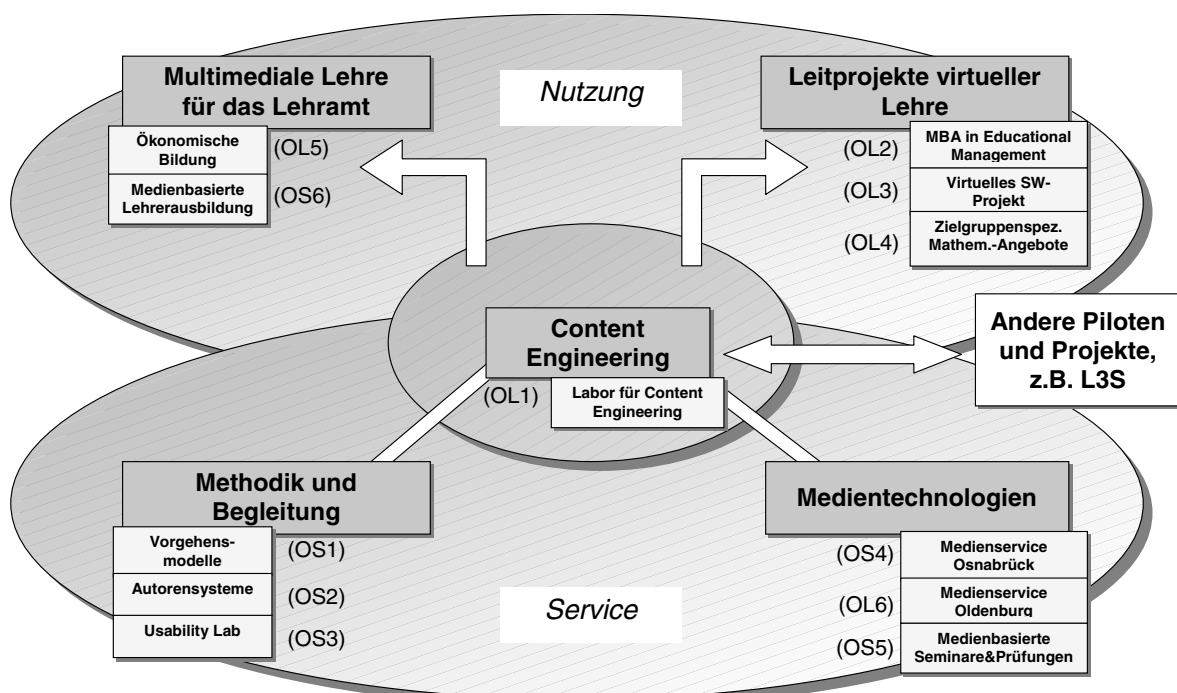 Multimediale Lehre
für das Lehramt
Ökonomische
Bildung
(OL5)
Medienbasierte
Lehrerausbildung
(OS6)
Nutzung
Leitprojekte virtueller
Lehre
(OL2)
MBA in Educational
Management
(OL3)
Virtuelles SW-
Projekt
(OL4)
Zielgruppenspez.
Mathem.-Angebote
Content
Engineering
(OL1)
Labor für Content
Engineering
Andere Piloten
und Projekte,
z.B. L3S
Methodik und
Begleitung
Vorgehens-
modelle
(OS1)
Autorensysteme
(OS2)
Usability Lab
(OS3)
Service
Medientechnologien
(OS4)
Medienservice
Osnabrück
(OL6)
Medienservice
Oldenburg
(OS5)
Medienbasierte
Seminare&Prüfungen